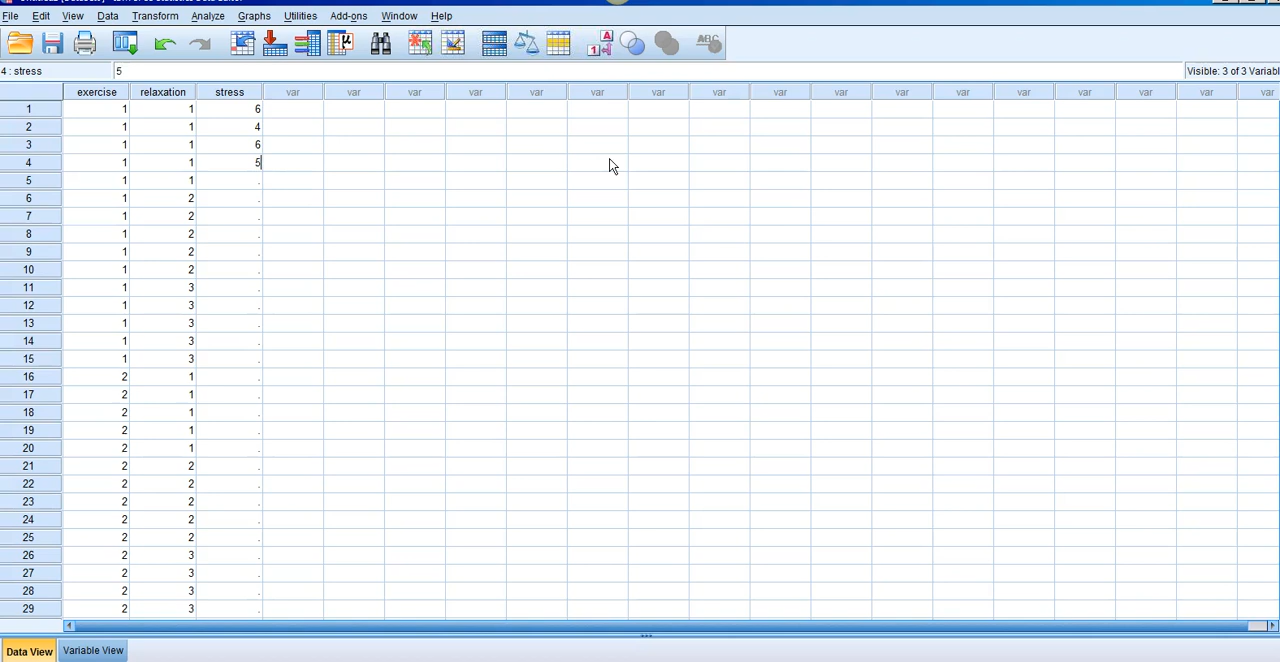 File Edit View Data Transform Analyze Graphs Utilities Add-ons Window Help
A 1 ABC
4 : stress 5 Visible: 3 of 3 Variabl
exercise relaxation stress var var var var var var var var var var var var var var var var var
1 1 1 6
2 1 1 4
3 1 1 6
4 1 1 5
5 1 1 .
6 1 2 .
7 1 2 .
8 1 2 .
9 1 2 .
10 1 2 .
11 1 3 .
12 1 3 .
13 1 3 .
14 1 3 .
15 1 3 .
16 2 1 .
17 2 1 .
18 2 1 .
19 2 1 .
20 2 1 .
21 2 2 .
22 2 2 .
23 2 2 .
24 2 2 .
25 2 2 .
26 2 3 .
27 2 3 .
28 2 3 .
29 2 3 .
Data View Variable View